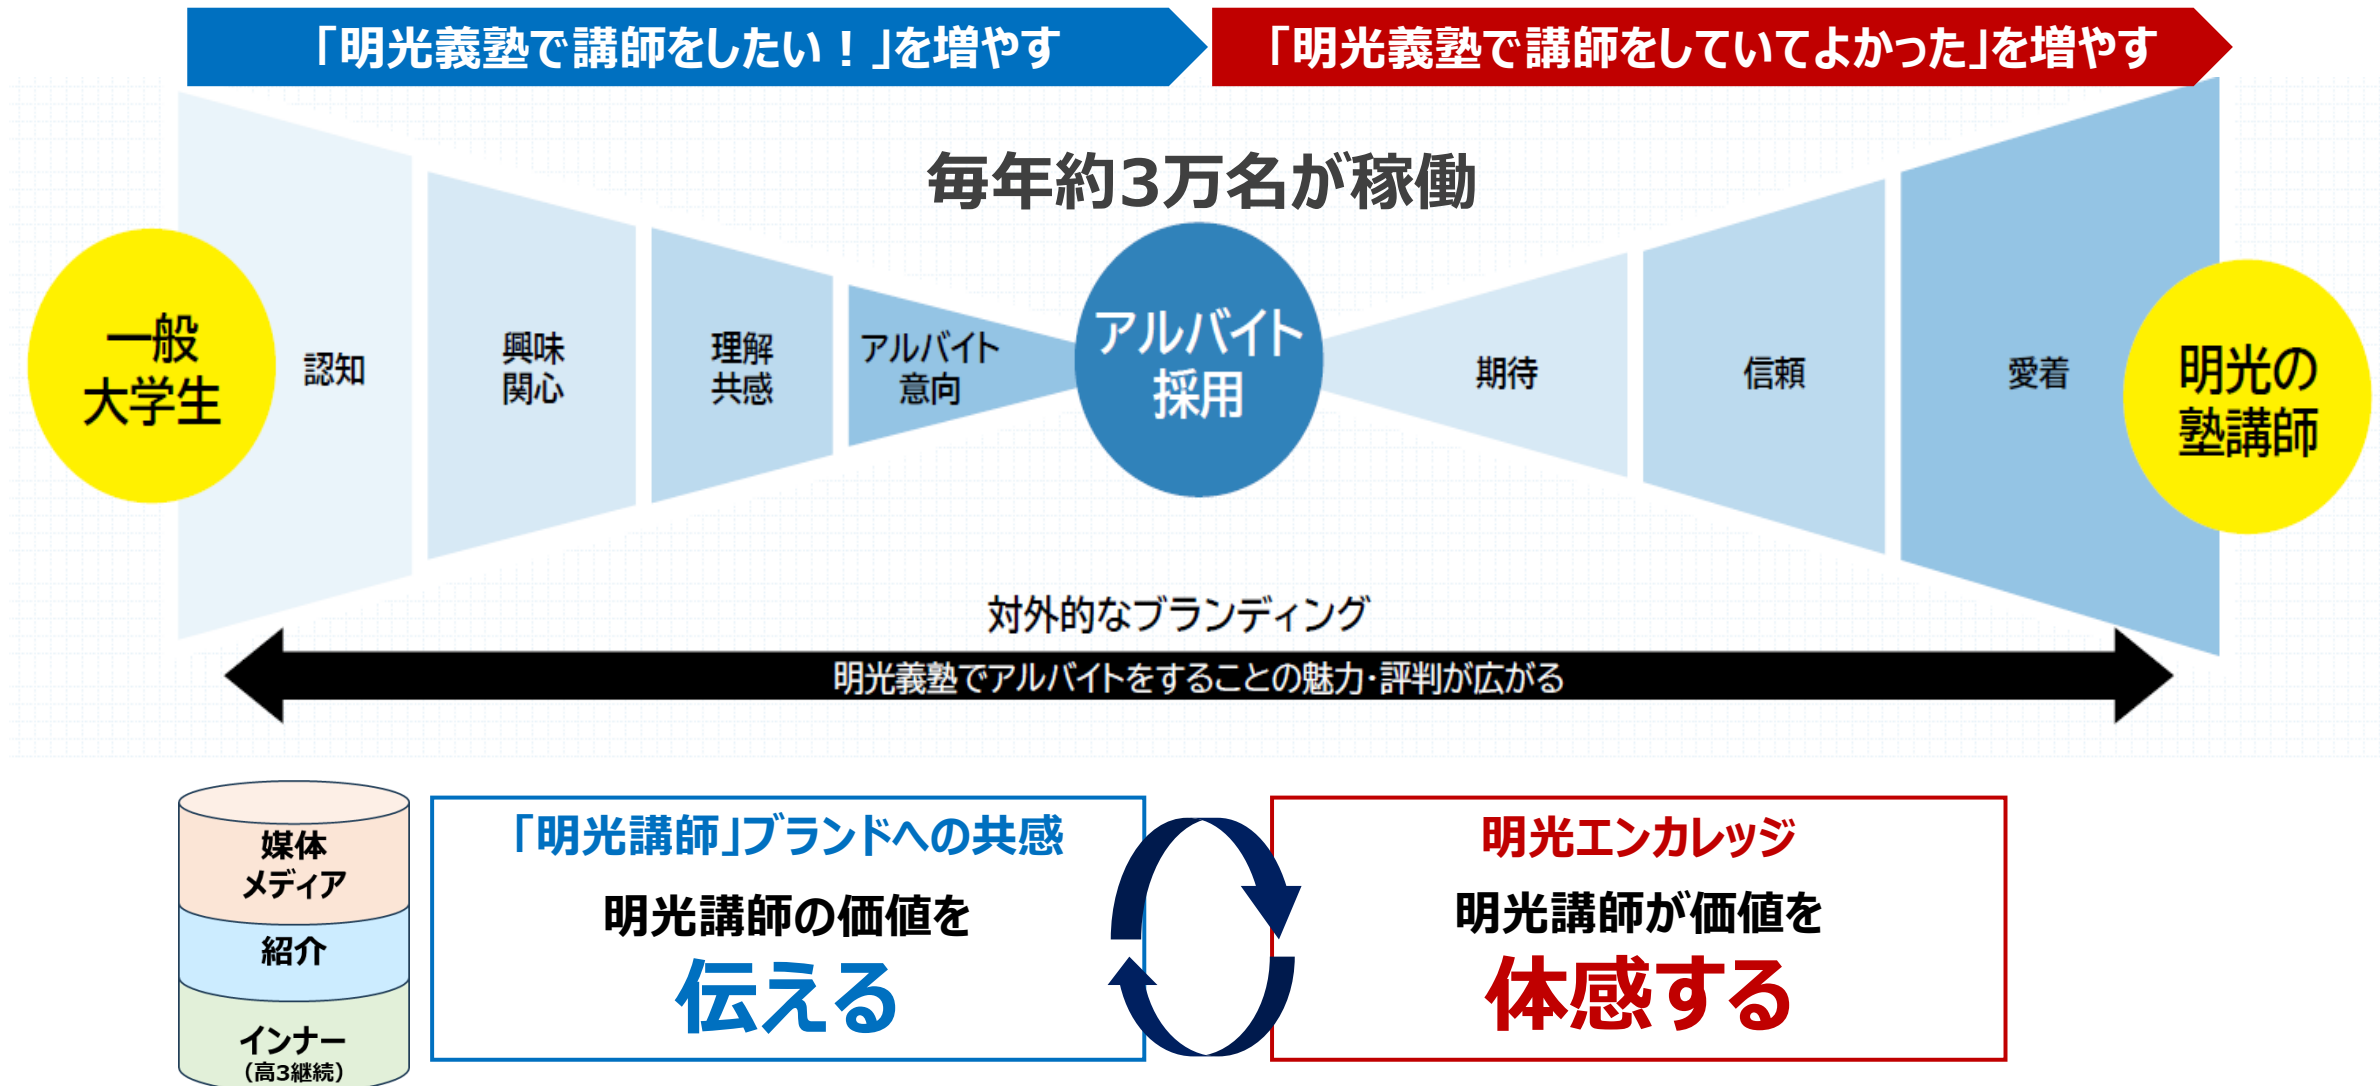 「明光義塾で講師をしたい！」を増やす
「明光義塾で講師をしていてよかった」を増やす
毎年約3万名が稼働
一般
大学生
認知
興味
関心
理解
共感
アルバイト
意向
アルバイト
採用
期待
信頼
愛着
明光の
塾講師
対外的なブランディング
明光義塾でアルバイトをすることの魅力・評判が広がる
媒体
メディア
紹介
インナー
（高3継続）
「明光講師」ブランドへの共感
明光講師の価値を
伝える
明光エンカレッジ
明光講師が価値を
体感する